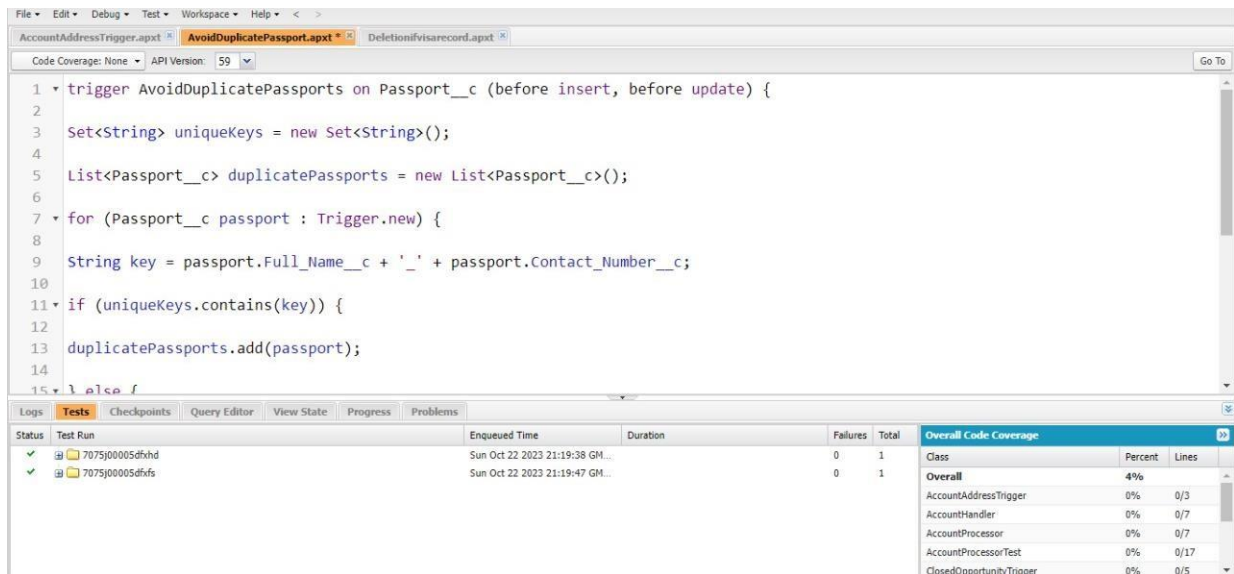 File Edit Debug Test Workspace Help < >
AccountAddressTrigger.apxt AvoidDuplicatePassport.apxt * Deletionifvisarecord.apxt
Code Coverage: None API Version: 59 Go To
1 trigger AvoidDuplicatePassports on Passport__c (before insert, before update) {
2
3 Set<String> uniqueKeys = new Set<String>();
4
5 List<Passport__c> duplicatePassports = new List<Passport__c>();
6
7 for (Passport__c passport : Trigger.new) {
8
9 String key = passport.Full_Name__c + '_' + passport.Contact_Number__c;
10
11 if (uniqueKeys.contains(key)) {
12
13 duplicatePassports.add(passport);
14
15 } else {
Logs Tests Checkpoints Query Editor View State Progress Problems
Status Test Run Enqueued Time Duration Failures Total Overall Code Coverage
7075j00005dfxhd Sun Oct 22 2023 21:19:38 GM... 0 1 Class Percent Lines
7075j00005dfxfs Sun Oct 22 2023 21:19:47 GM... 0 1 Overall 4%
AccountAddressTrigger 0% 0/3
AccountHandler 0% 0/7
AccountProcessor 0% 0/7
AccountProcessorTest 0% 0/17
ClosedOpportunityTrigger 0% 0/5